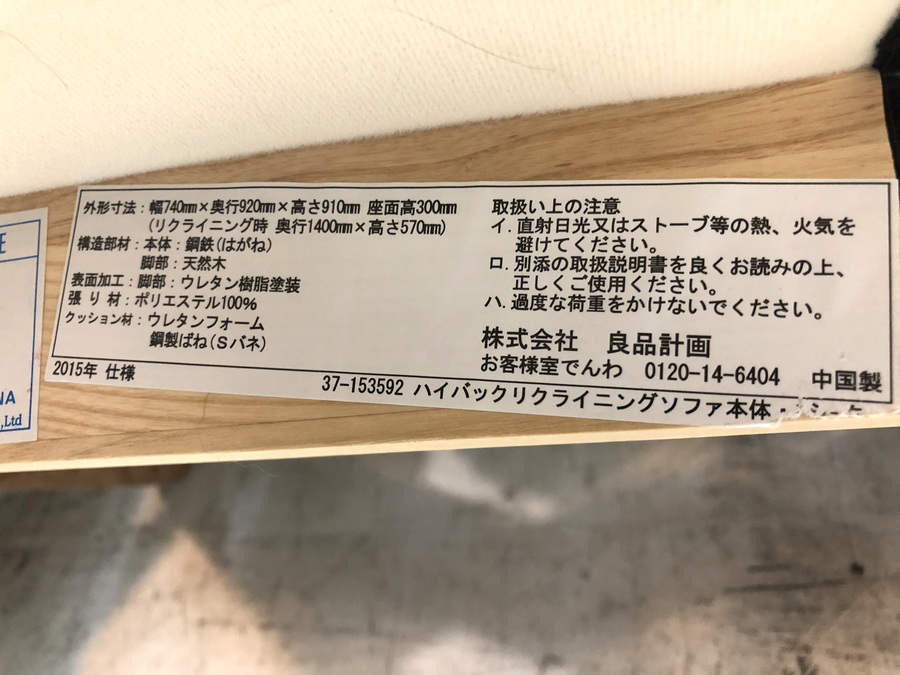 外形寸法：幅740mm×奥行920mm×高さ910mm 座面高300mm
(リクライニング時 奥行1400mm×高さ570mm)
構造部材：本体：鋼鉄(はがね)
脚部：天然木
表面加工：脚部：ウレタン樹脂塗装
張り材：ポリエステル100%
クッション材：ウレタンフォーム
鋼製ばね(Sバネ)
2015年 仕様
取扱い上の注意
イ.直射日光又はストーブ等の熱、火気を
避けてください。
ロ.別添の取扱説明書を良くお読みの上、
正しくご使用ください。
ハ.過度な荷重をかけないでください。
株式会社 良品計画
お客様室でんわ 0120-14-6404 中国製
37-153592 ハイバックリクライニングソファ本体・
E
NA
.,Ltd